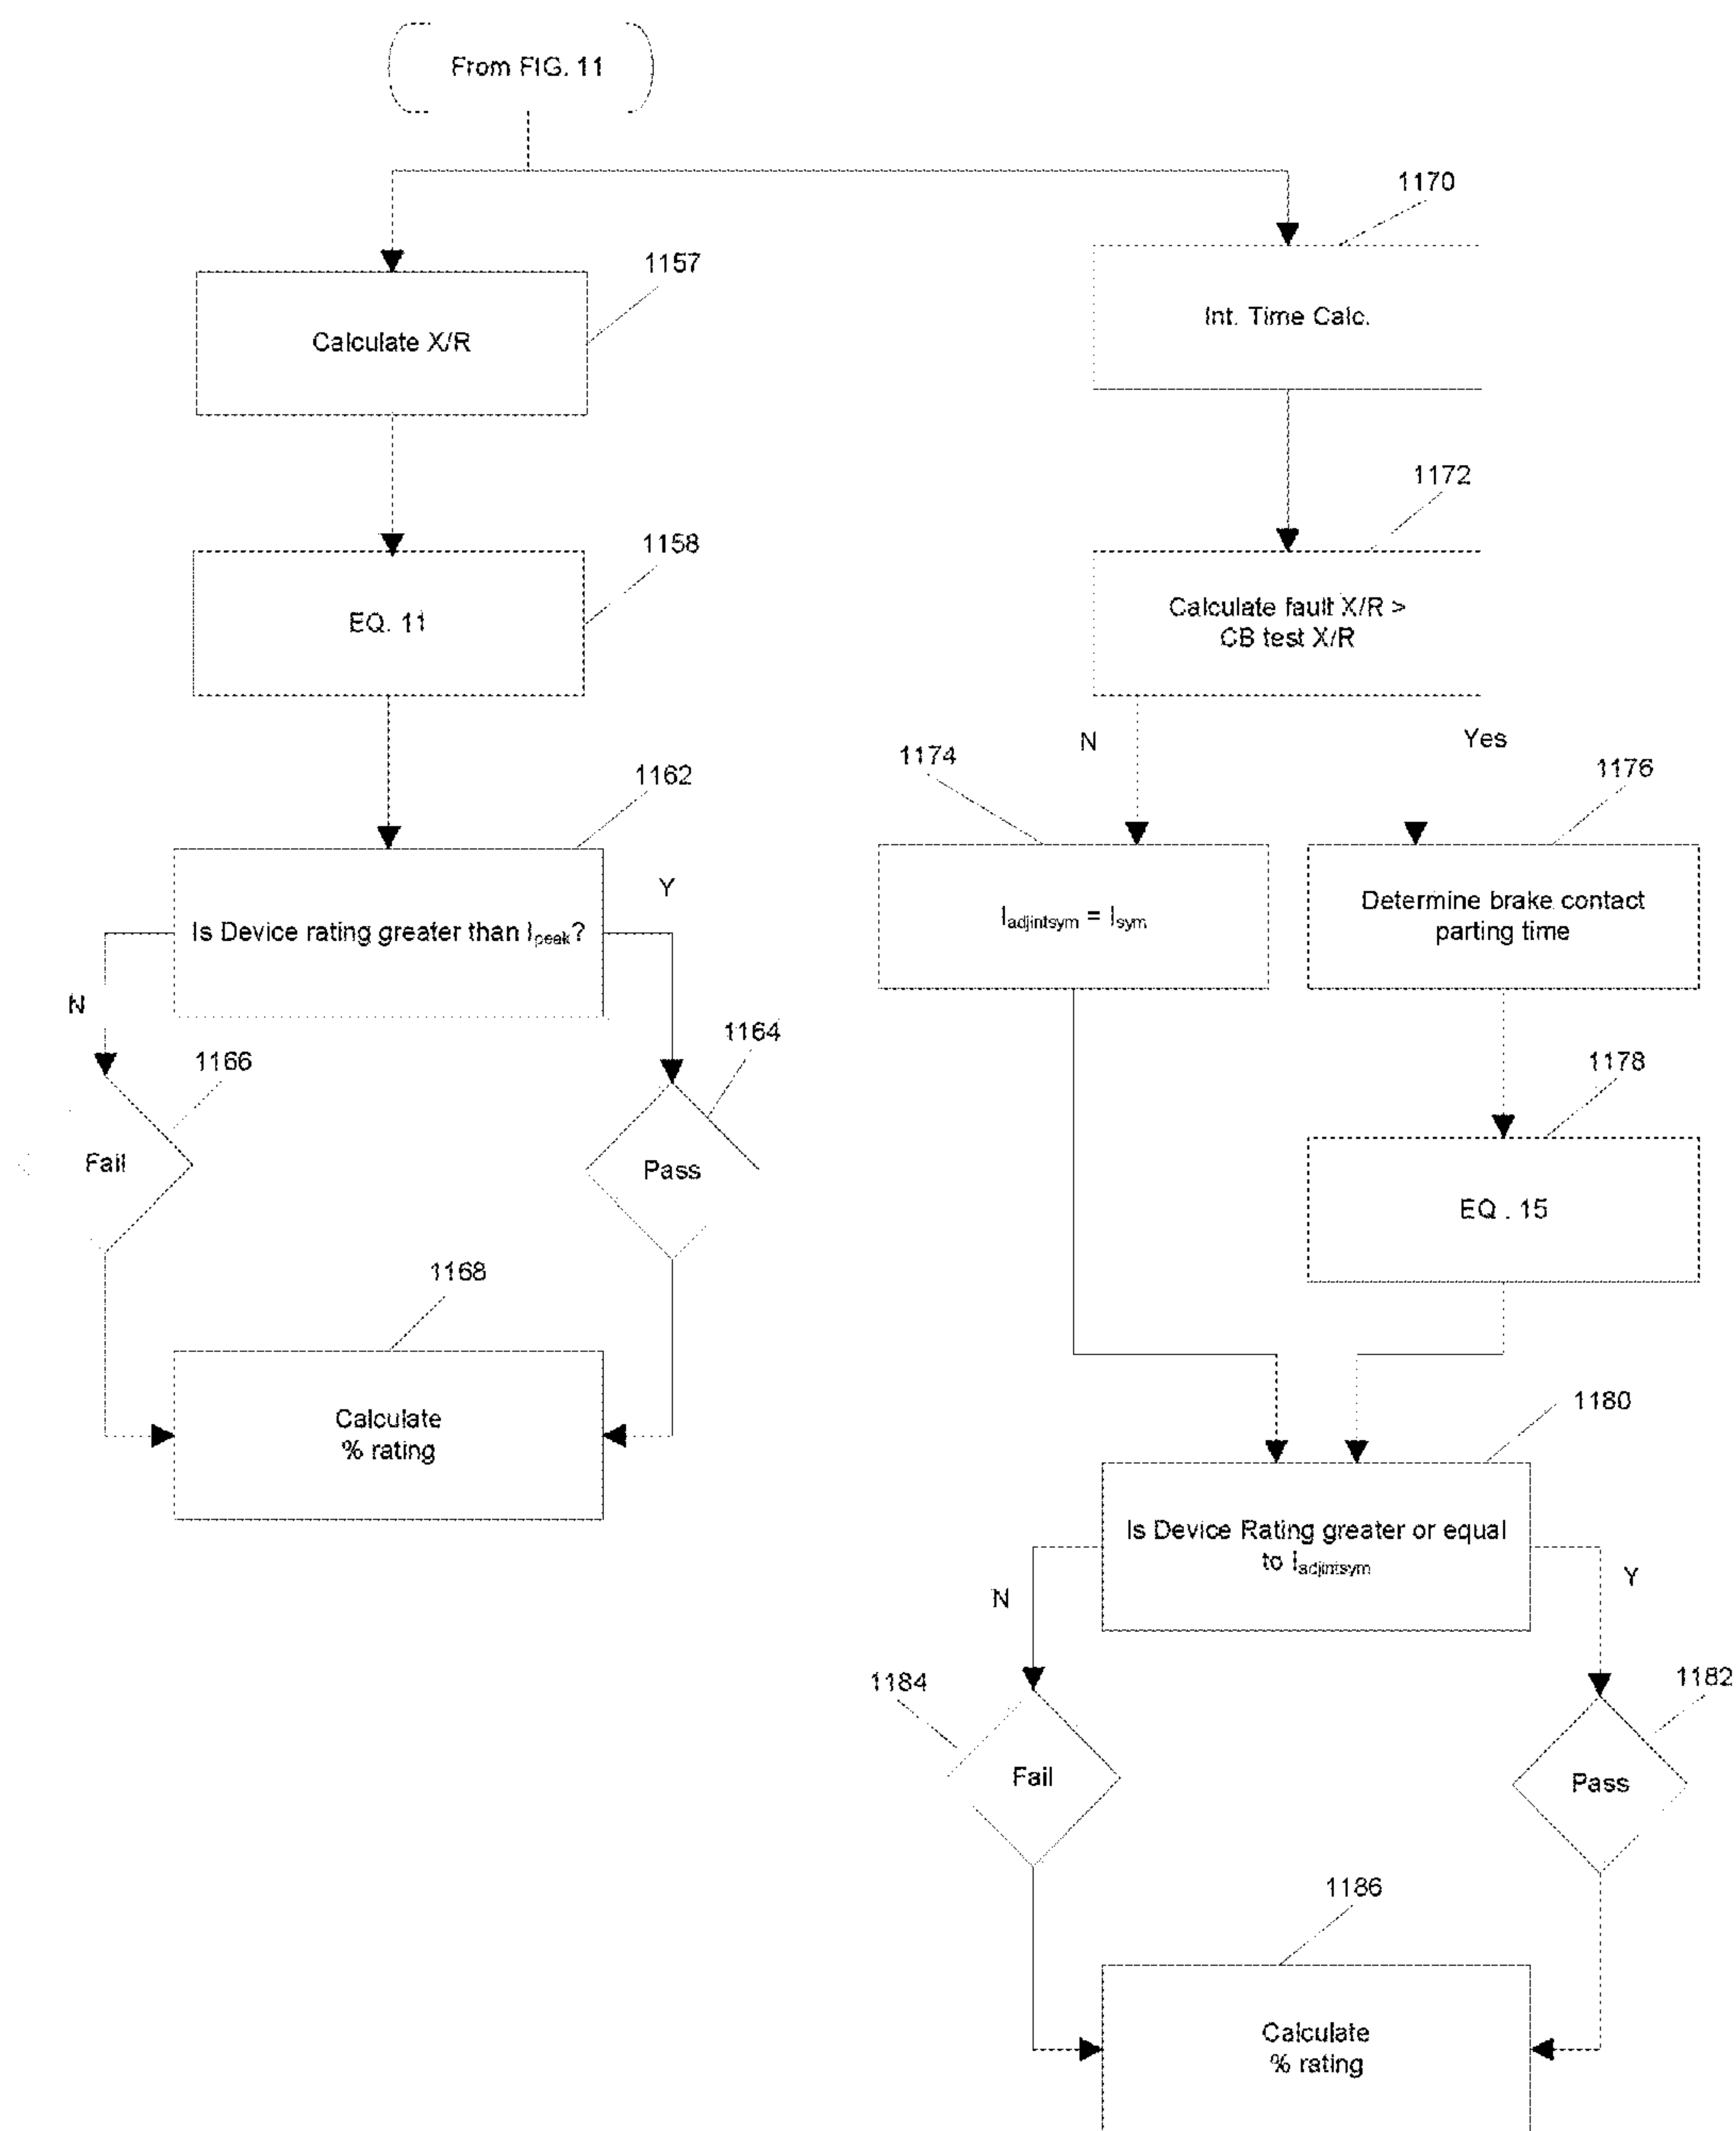 From FIG. 11
1157
Calculate X/R
1158
EQ. 11
1162
Is Device rating greater than Ipeak?
N
Y
1166
Fail
1164
Pass
1168
Calculate
% rating
1170
Int. Time Calc.
1172
Calculate fault X/R >
CB test X/R
N
Yes
1174
Iadjintsym = Isym
1176
Determine brake contact
parting time
1178
EQ . 15
1180
Is Device Rating greater or equal
to Iadjintsym
N
Y
1184
Fail
1182
Pass
1186
Calculate
% rating